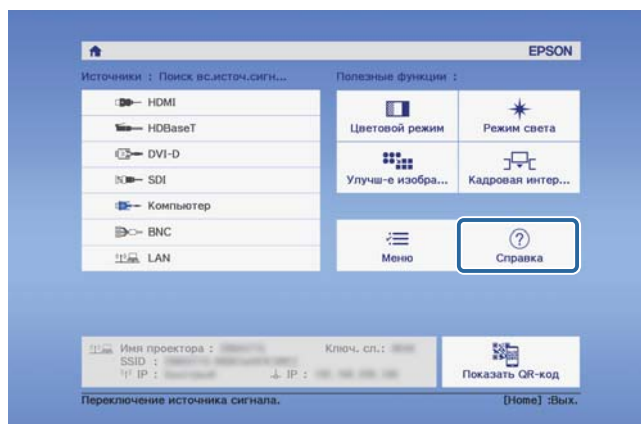 EPSON
Источники : Поиск вс.источ.сигн...
Полезные функции :
HDMI
HDBaseT
DVI-D
SDI
Компьютер
BNC
LAN
Цветовой режим
Режим света
Улучш-е изобра...
Кадровая интер...
Меню
Справка
Имя проектора :
Ключ. сл.:
SSID :
IP :
IP :
Показать QR-код
Переключение источника сигнала.
[Home] :Вых.